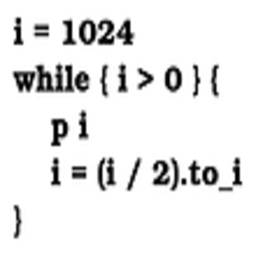 i = 1024
while { i > 0 } {
p i
i = (i / 2).to_i
}